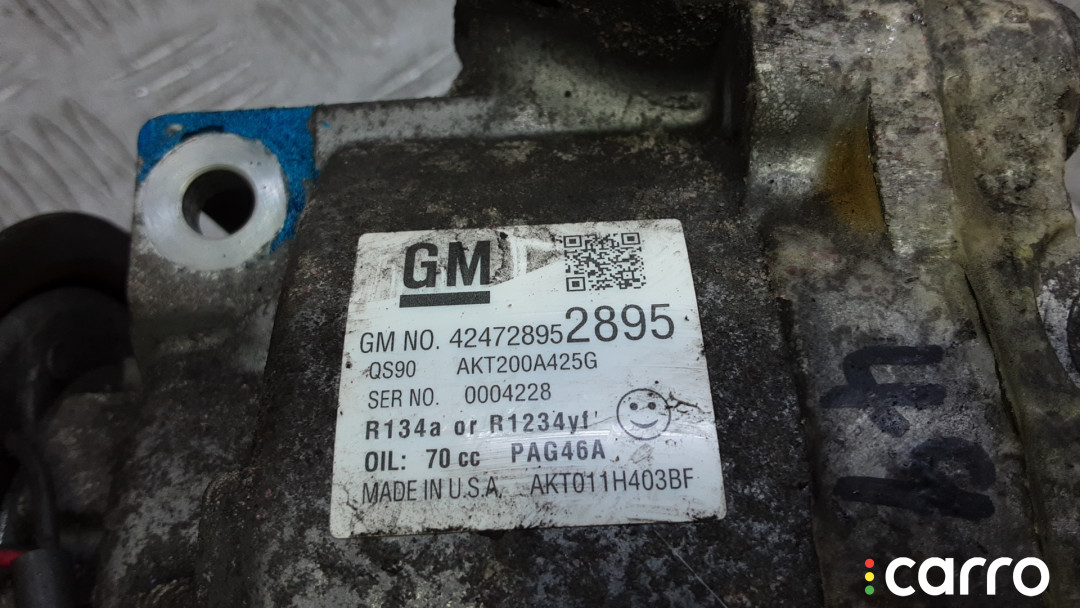 GM
GM NO. 42472895 2895
QS90 AKT200A425G
SER NO. 0004228
R134a or R1234yf
OIL: 70 cc PAG46A
MADE IN U.S.A. AKT011H403BF
carro